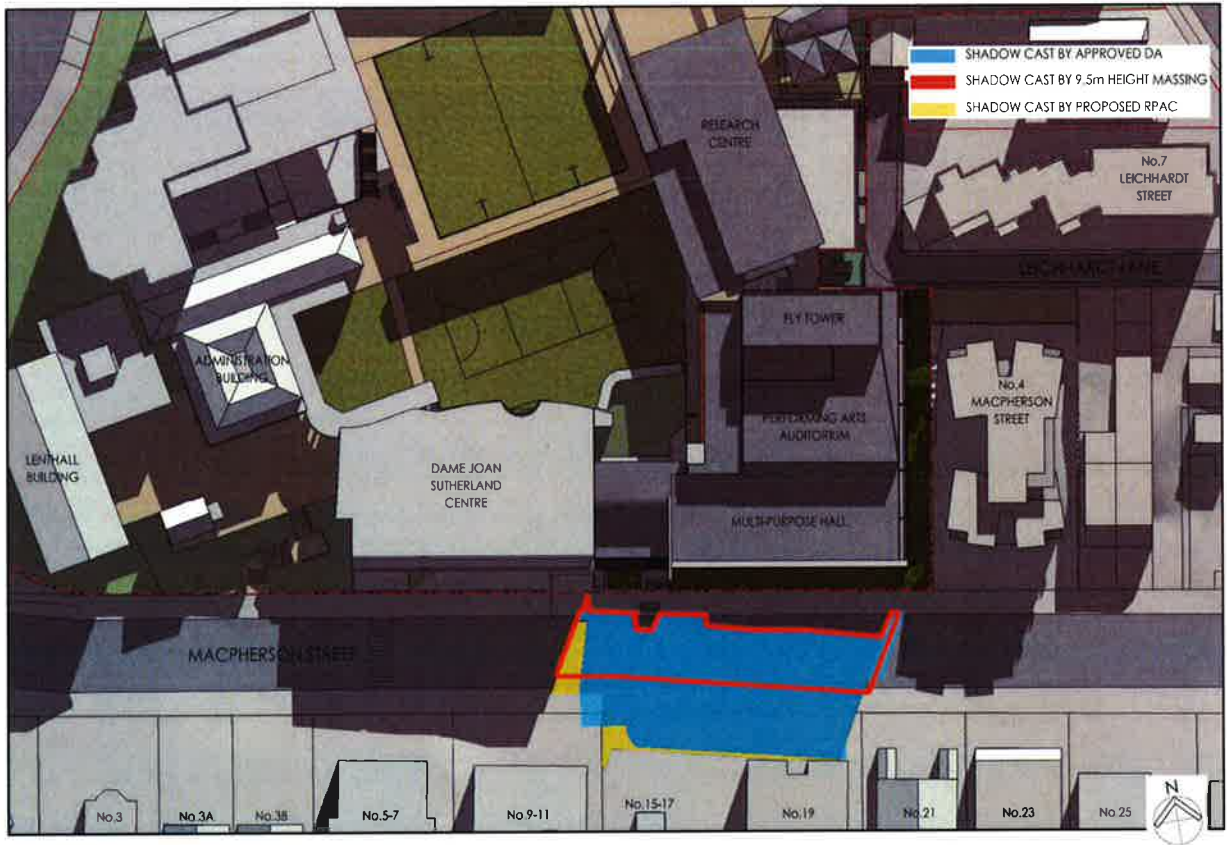 SHADOW CAST BY APPROVED DA
SHADOW CAST BY 9.5m HEIGHT MASSING
SHADOW CAST BY PROPOSED RPAC
RESEARCH
CENTRE
No.7
LEICHHARDT
STREET
LEICHHARDT LANE
FLY TOWER
ADMINISTRATION
BUILDING
No.4
MACPHERSON
STREET
PERFORMING ARTS
AUDITORIUM
LENTHALL
BUILDING
DAME JOAN
SUTHERLAND
CENTRE
MULTI-PURPOSE HALL
MACPHERSON STREET
No.3
No.3A
No.3B
No.5-7
No.9-11
No.15-17
No.19
No.21
No.23
No.25
N